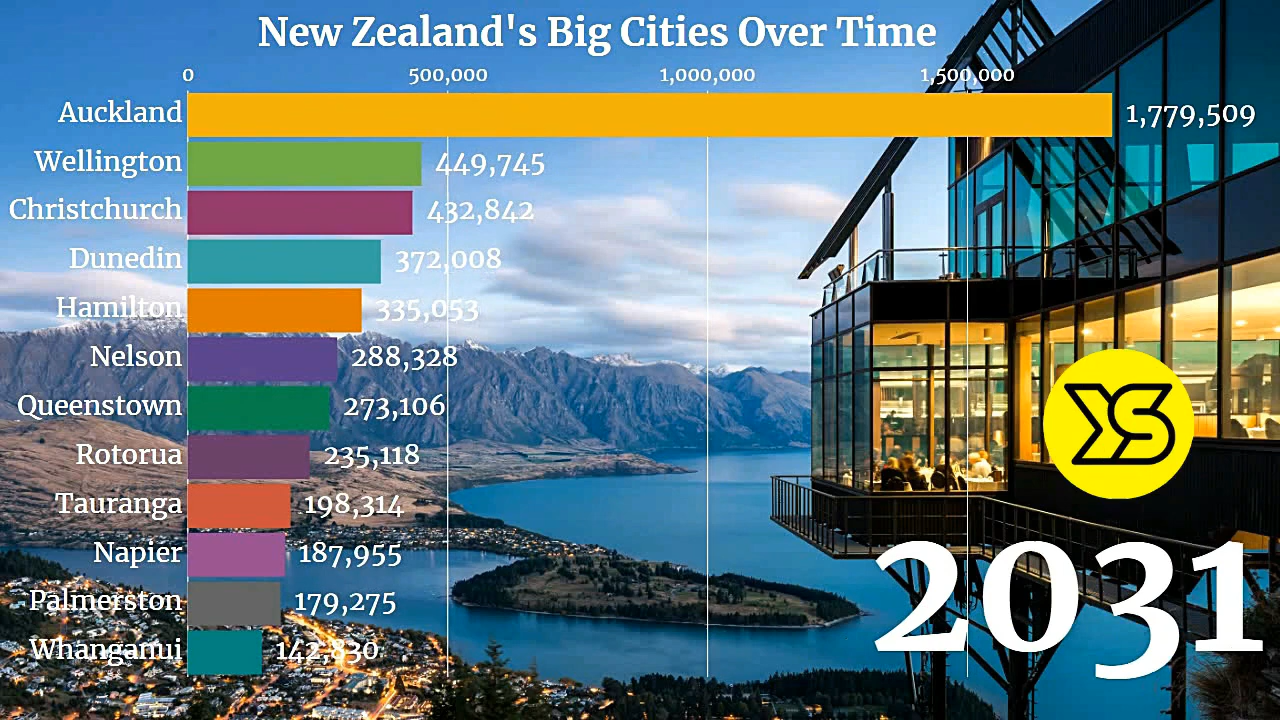 New Zealand's Big Cities Over Time
0 500,000 1,000,000 1,500,000
Auckland 1,779,509
Wellington 449,745
Christchurch 432,842
Dunedin 372,008
Hamilton 335,053
Nelson 288,328
Queenstown 273,106
Rotorua 235,118
Tauranga 198,314
Napier 187,955
Palmerston 179,275
Whanganui 142,830
YS
2031